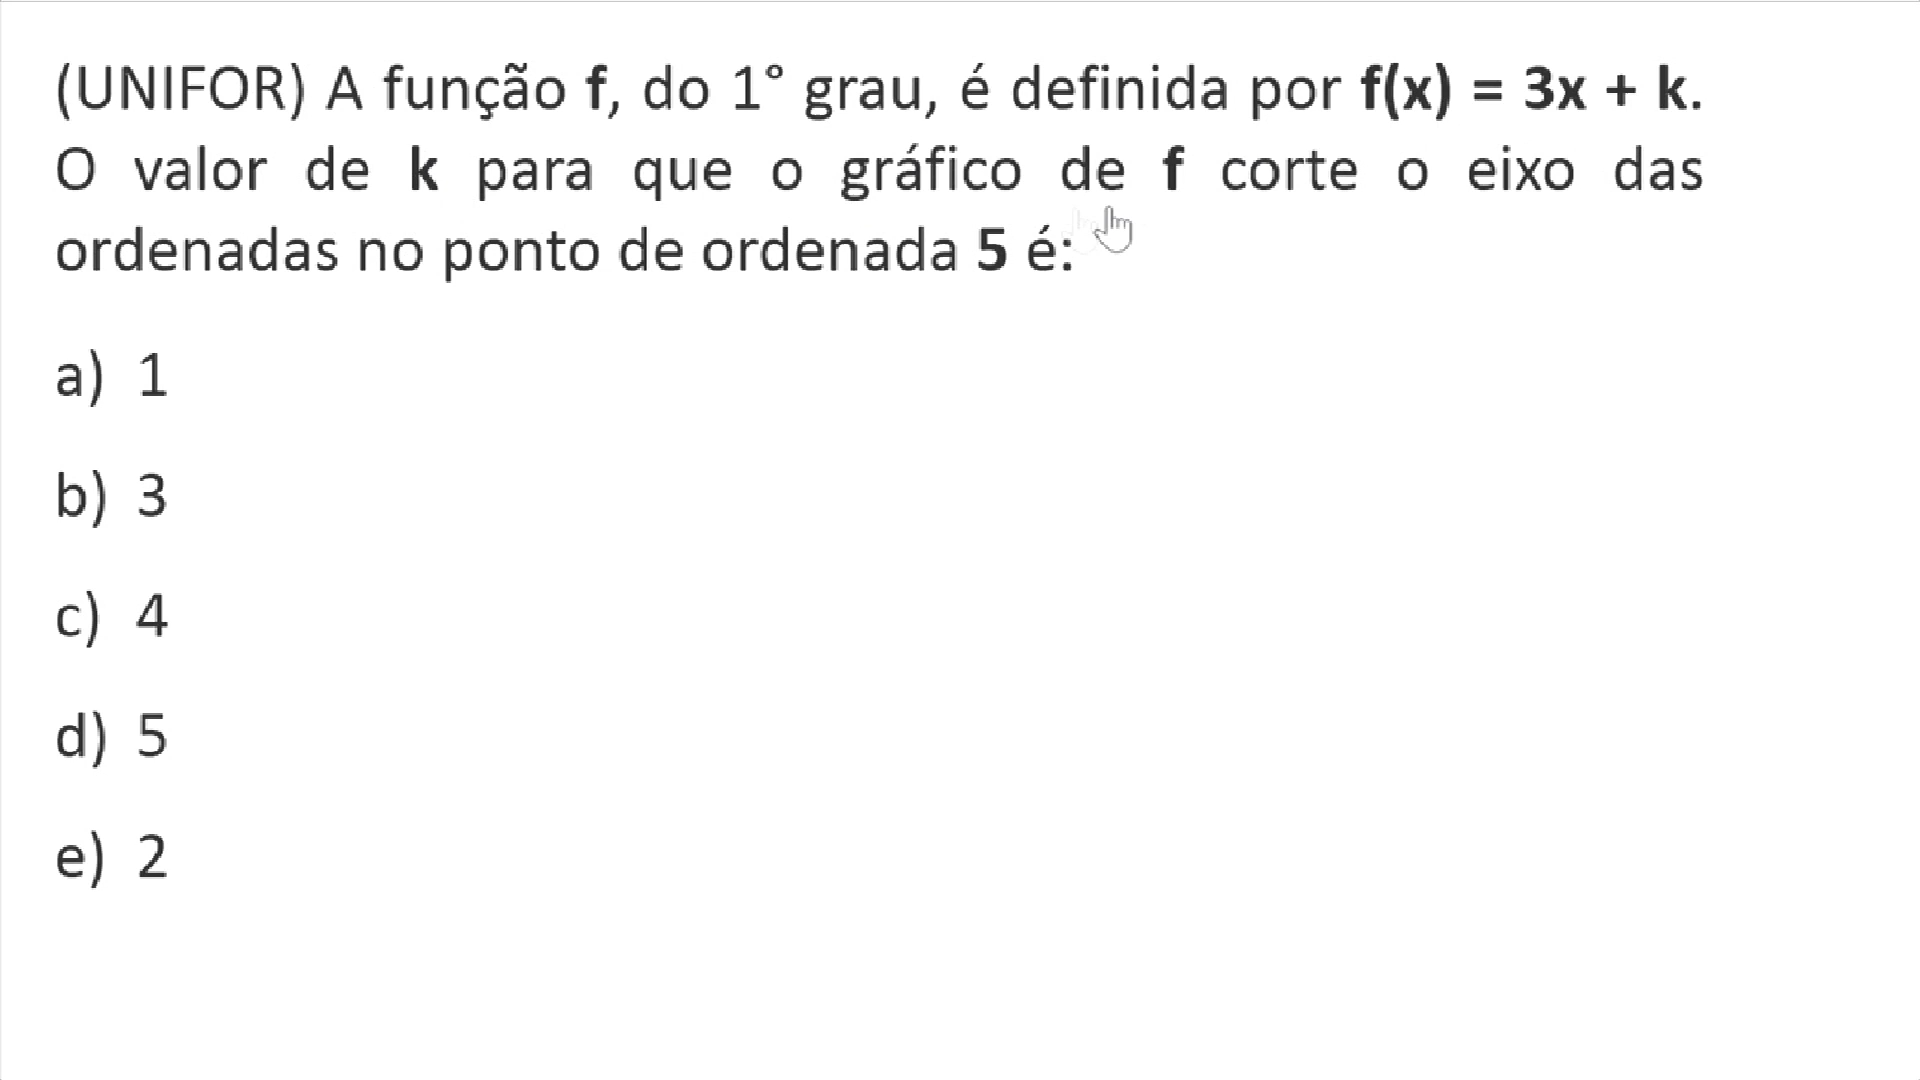 (UNIFOR) A função f, do 1° grau, é definida por f(x) = 3x + k.
O valor de k para que o gráfico de f corte o eixo das
ordenadas no ponto de ordenada 5 é:
a) 1
b) 3
c) 4
d) 5
e) 2